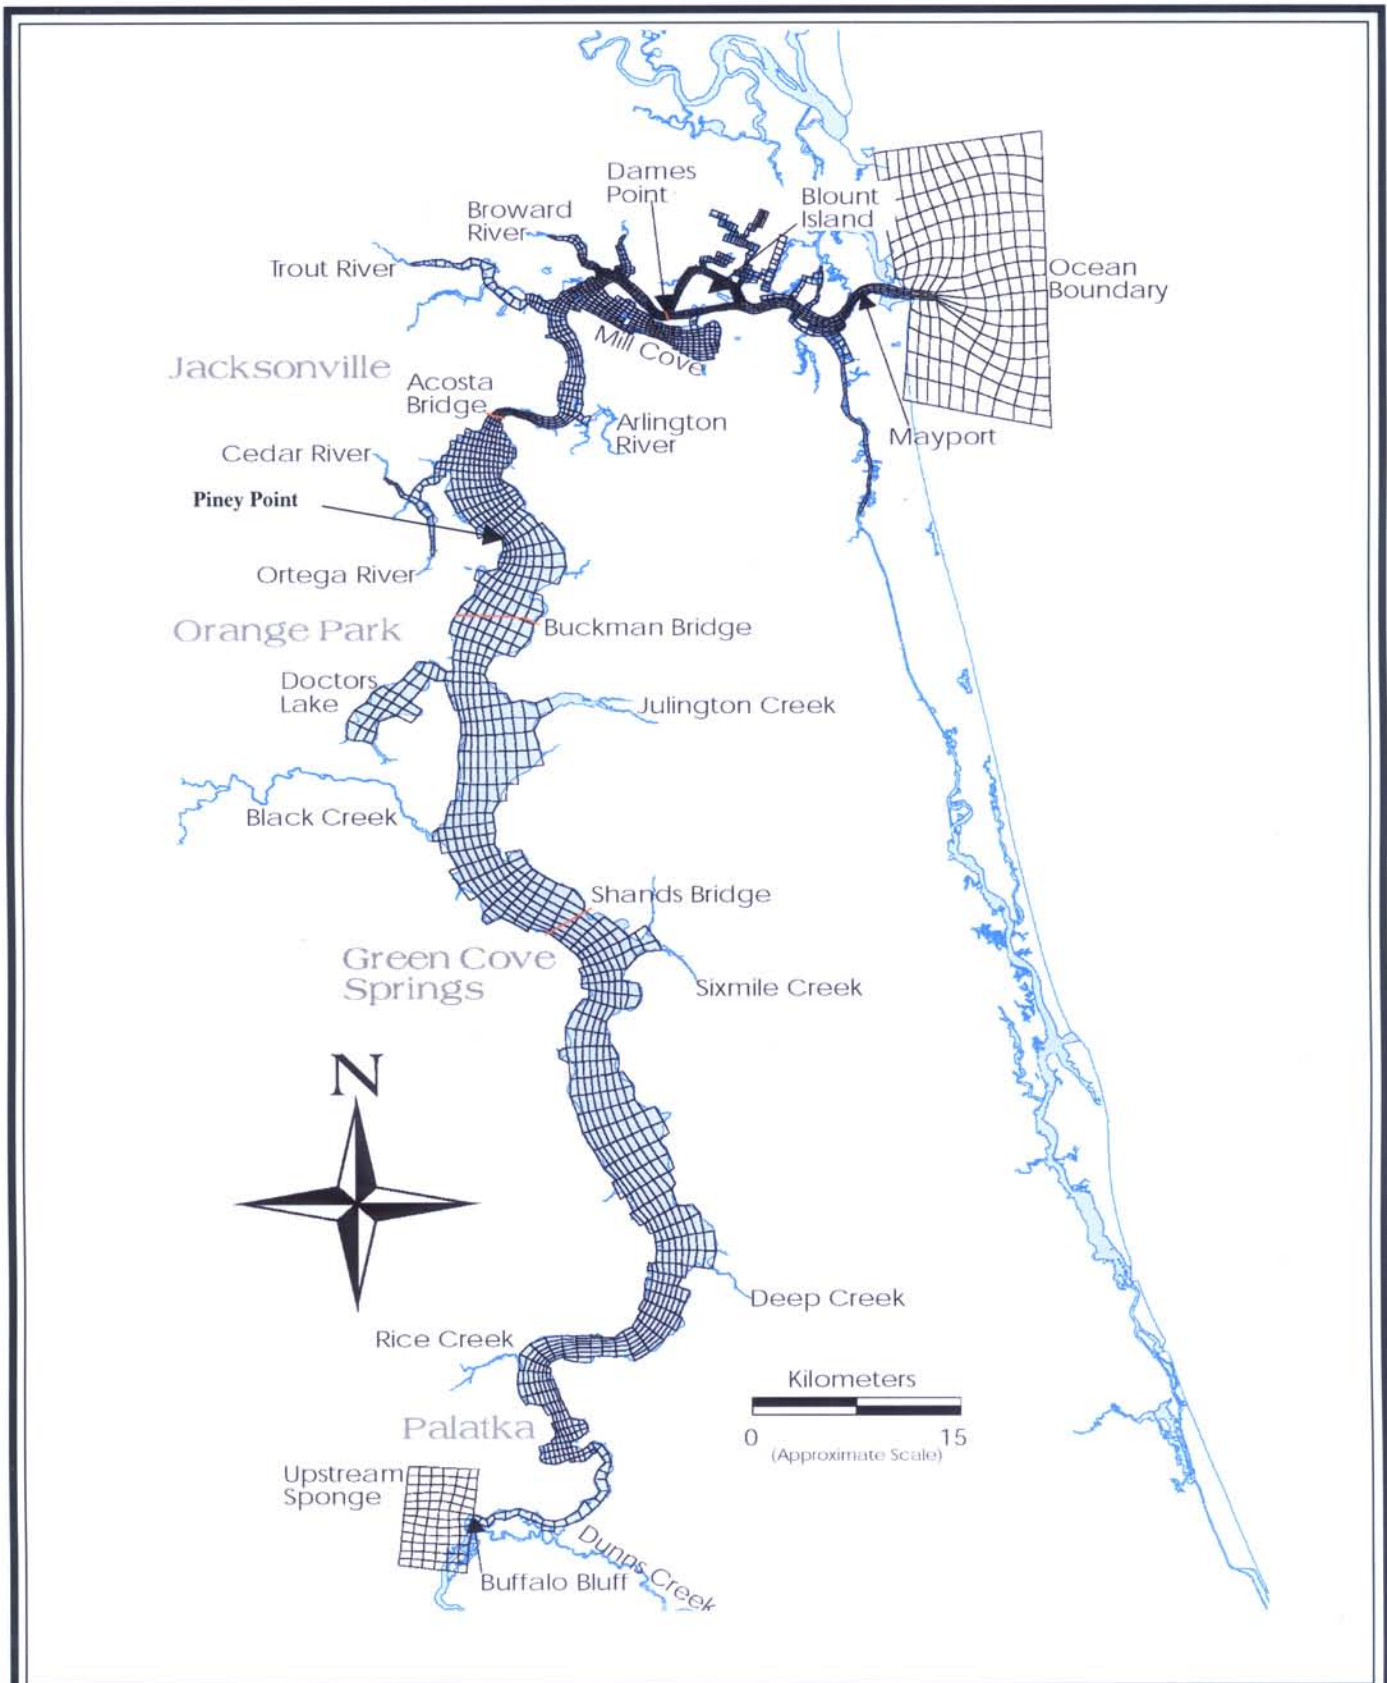 Dames
Point
Blount
Island
Broward
River
Trout River
Ocean
Boundary
Mill Cove
Jacksonville
Acosta
Bridge
Arlington
River
Mayport
Cedar River
Piney Point
Ortega River
Orange Park
Buckman Bridge
Doctors
Lake
Julington Creek
Black Creek
Shands Bridge
Green Cove
Springs
Sixmile Creek
N
Deep Creek
Rice Creek
Kilometers
0 15
(Approximate Scale)
Palatka
Upstream
Sponge
Dunns Creek
Buffalo Bluff